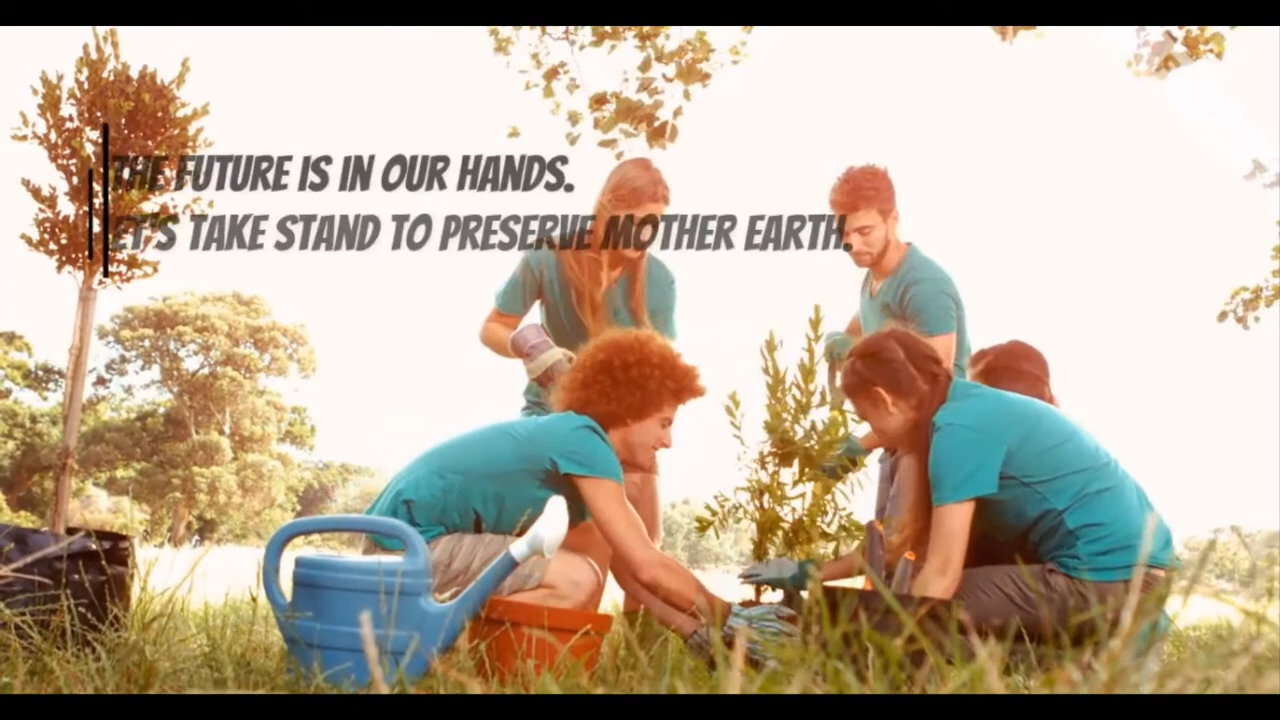 THE FUTURE IS IN OUR HANDS.
LET'S TAKE STAND TO PRESERVE MOTHER EARTH.